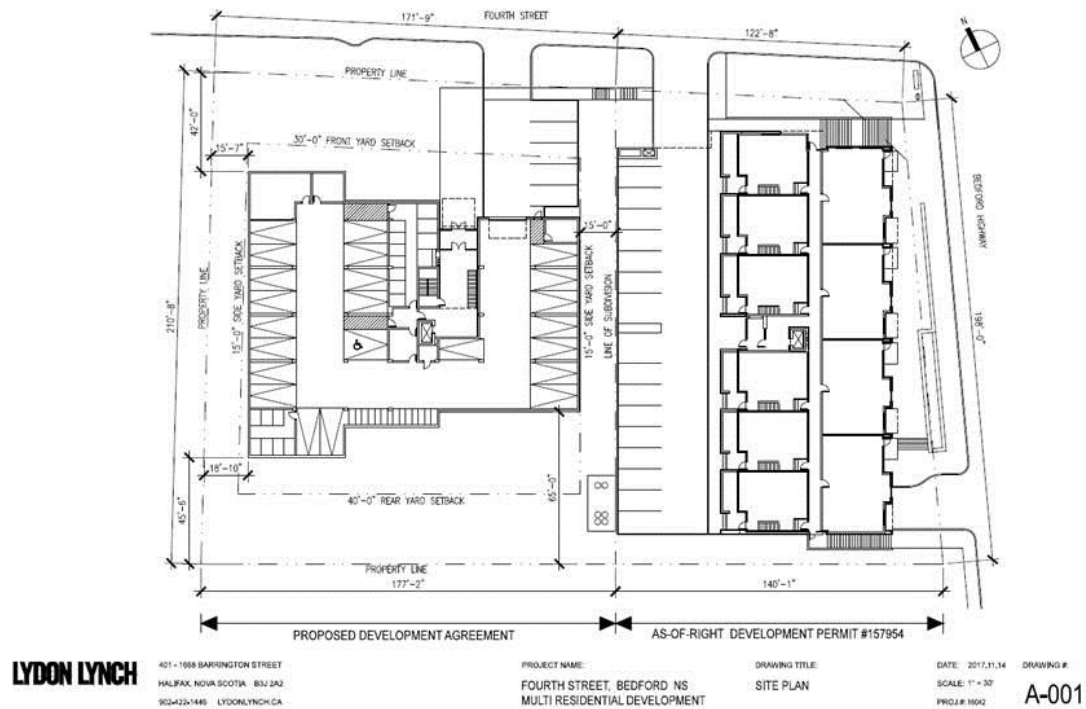 171'-9"
FOURTH STREET
122'-8"
N
PROPERTY LINE
42'-0"
15'-7"
30'-0" FRONT YARD SETBACK
BEDFORD HIGHWAY
15'-0"
210'-8"
PROPERTY LINE
15'-0" SIDE YARD SETBACK
15'-0" SIDE YARD SETBACK
LINE OF SUBDIVISION
198'-0"
18'-10"
45'-6"
40'-0" REAR YARD SETBACK
65'-0"
PROPERTY LINE
177'-2"
140'-1"
PROPOSED DEVELOPMENT AGREEMENT
AS-OF-RIGHT DEVELOPMENT PERMIT #157954
LYDON LYNCH
401 - 1668 BARRINGTON STREET
HALIFAX, NOVA SCOTIA B3J 2A2
902-422-1446 LYDONLYNCH.CA
PROJECT NAME:
FOURTH STREET, BEDFORD NS
MULTI RESIDENTIAL DEVELOPMENT
DRAWING TITLE:
SITE PLAN
DATE: 2017.11.14
SCALE: 1" = 30'
PROJ.#: 16042
DRAWING #:
A-001